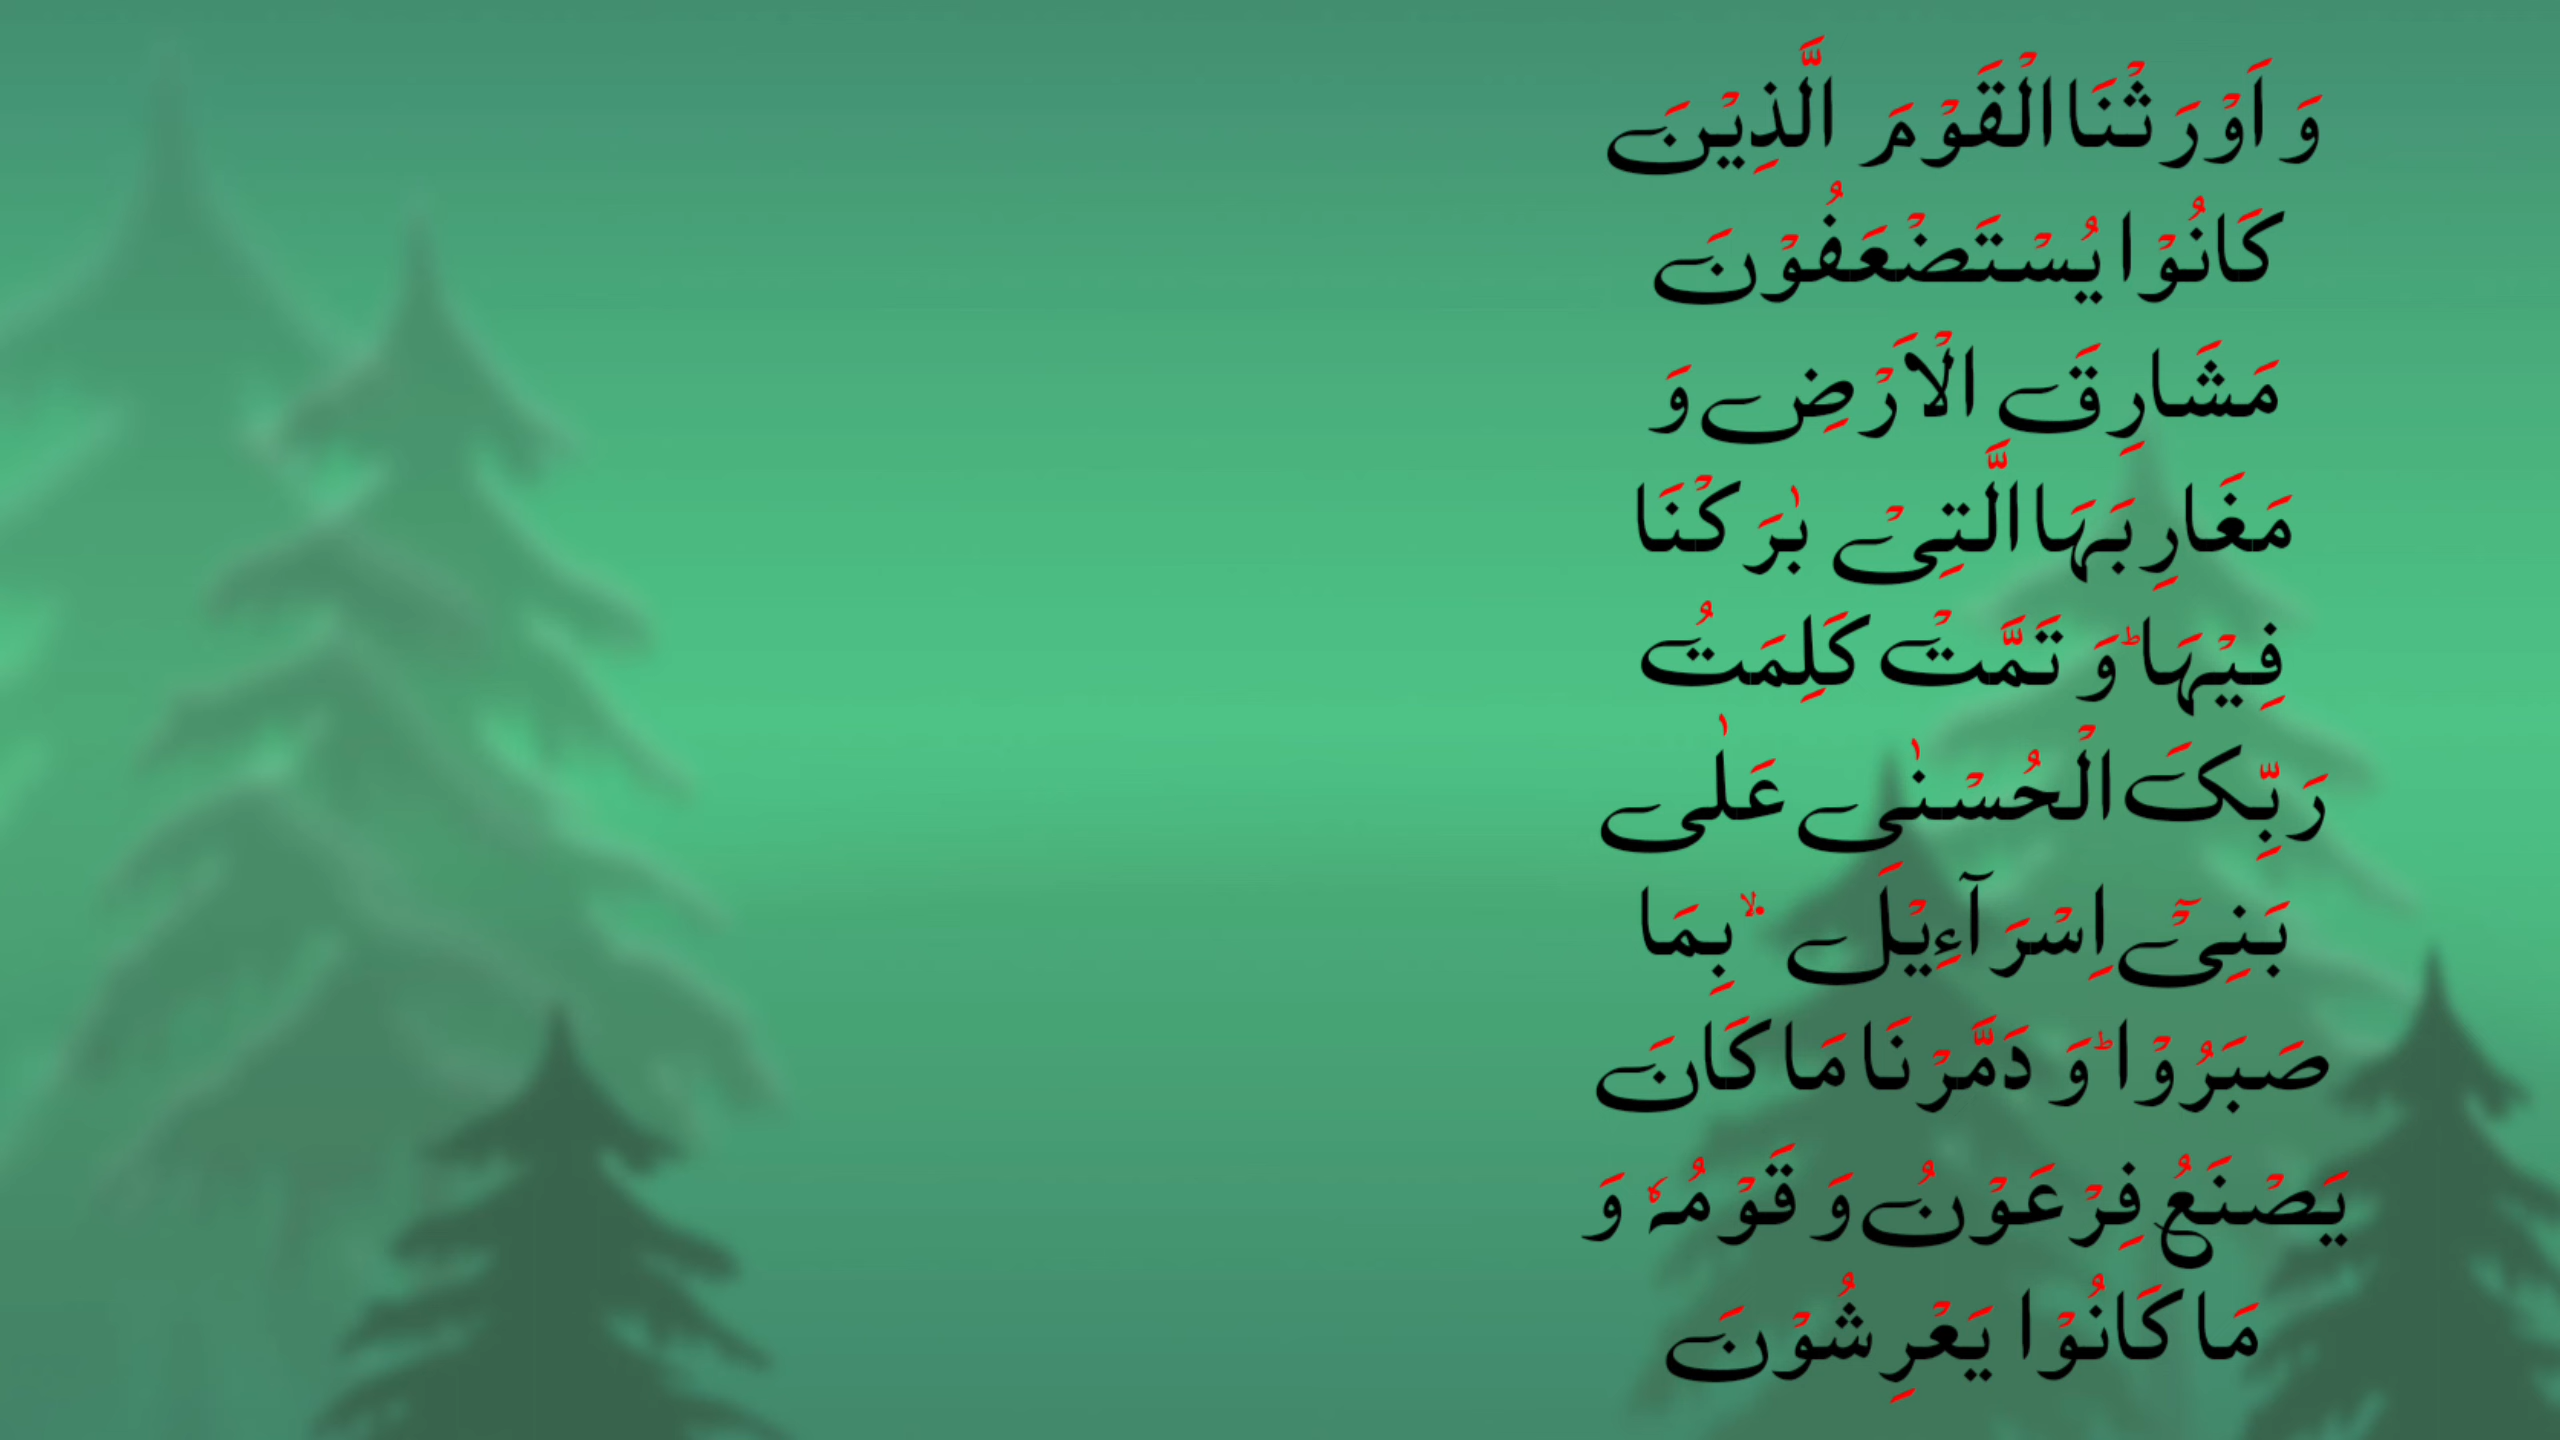 وَ اَوۡرَثۡنَا الۡقَوۡمَ الَّذِیۡنَ
کَانُوۡا یُسۡتَضۡعَفُوۡنَ
مَشَارِقَ الۡاَرۡضِ وَ
مَغَارِبَہَا الَّتِیۡ بٰرَکۡنَا
فِیۡہَا ؕ وَ تَمَّتۡ کَلِمَتُ
رَبِّکَ الۡحُسۡنٰی عَلٰی
بَنِیۡۤ اِسۡرَآءِیۡلَ ۬ۙ بِمَا
صَبَرُوۡا ؕ وَ دَمَّرۡنَا مَا کَانَ
یَصۡنَعُ فِرۡعَوۡنُ وَ قَوۡمُہٗ وَ
مَا کَانُوۡا یَعۡرِشُوۡنَ